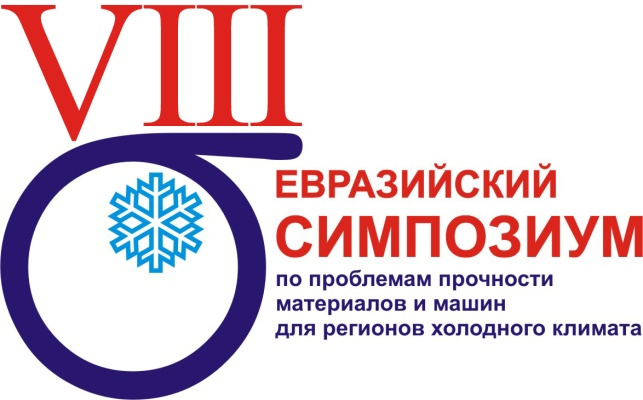 VIII
ЕВРАЗИЙСКИЙ
СИМПОЗИУМ
по проблемам прочности
материалов и машин
для регионов холодного климата